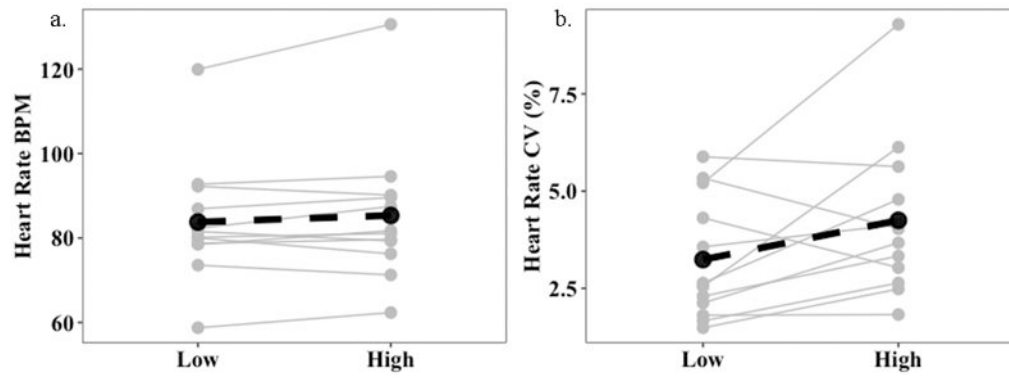 a.
Heart Rate BPM
120
100
80
60
Low High
b.
Heart Rate CV (%)
7.5
5.0
2.5
Low High